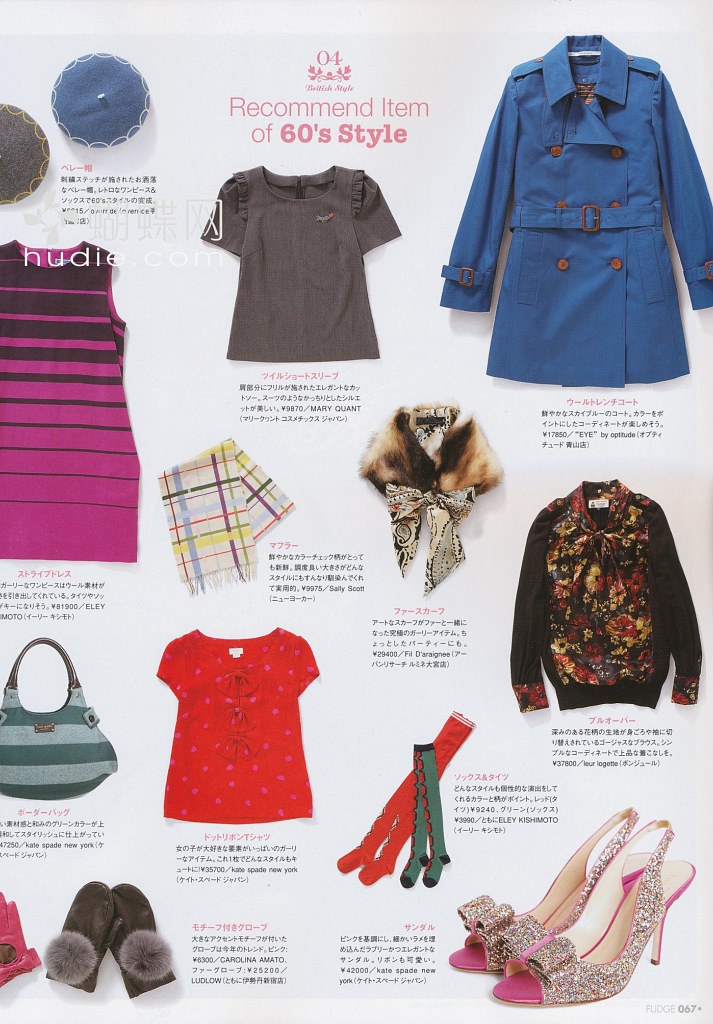 04
British Style
Recommend Item
of 60's Style
ベレー帽
刺繍ステッチが施されたお洒落
なベレー帽。レトロなワンピース&
ソックスで60'sスタイルの完成。
蝴蝶网
hudie.com
ツイルショートスリーブ
肩部分にフリルが施されたエレガントなカッ
トソー。スーツのようなかっちりとしたシルエ
ットが美しい。¥9870/MARY QUANT
(マリークヮント コスメチックス ジャパン)
ウールトレンチコート
鮮やかなスカイブルーのコート。カラーをポ
イントにしたコーディネートが楽しめそう。
¥17850/“EYE” by optitude(オプティ
チュード 青山店)
マフラー
鮮やかなカラーチェック柄がとって
も新鮮。調度良い大きさがどんな
スタイルにもすんなり馴染んでくれ
て実用的。¥9975/Sally Scott
(ニューヨーカー)
ファースカーフ
アートなスカーフがファーと一緒に
なった究極のガーリーアイテム。ち
ょっとしたパーティーにも。
¥29400/Fil D'araignee(アー
バンリサーチ ルミネ大宮店)
ストライプドレス
ガーリーなワンピースはウール素材が
さを引き出してくれている。タイツやソッ
がキーになりそう。¥81900/ELEY
IMOTO(イーリー キシモト)
プルオーバー
深みのある花柄の生地が身ごろや袖に切
り替えされているゴージャスなブラウス。シン
プルなコーディネートで上品な着こなしを。
¥37800/leur logette(ボンジュール)
ボーダーバッグ
い素材感と和みのグリーンカラーが上
調和してスタイリッシュに仕上がってい
47250/kate spade new york(ケ
スペード ジャパン)
ドットリボンTシャツ
女の子が大好きな要素がいっぱいのガーリ
ーなアイテム。これ1枚でどんなスタイルもキュ
ートに!¥35700/kate spade new york
(ケイト・スペード ジャパン)
ソックス&タイツ
どんなスタイルも個性的な演出をして
くれるカラーと柄がポイント。レッド(タ
イツ)¥9240、グリーン(ソックス)
¥3990/ともにELEY KISHIMOTO
(イーリー キシモト)
モチーフ付きグローブ
大きなアクセントモチーフが付いた
グローブは今年のトレンド。ピンク:
¥6300/CAROLINA AMATO、
ファーグローブ:¥25200/
LUDLOW(ともに伊勢丹新宿店)
サンダル
ピンクを基調にし、細かいラメを埋
め込んだラブリーかつエレガントな
サンダル。リボンも可愛い。
¥42000/kate spade new
york(ケイト・スペード ジャパン)
FUDGE 067